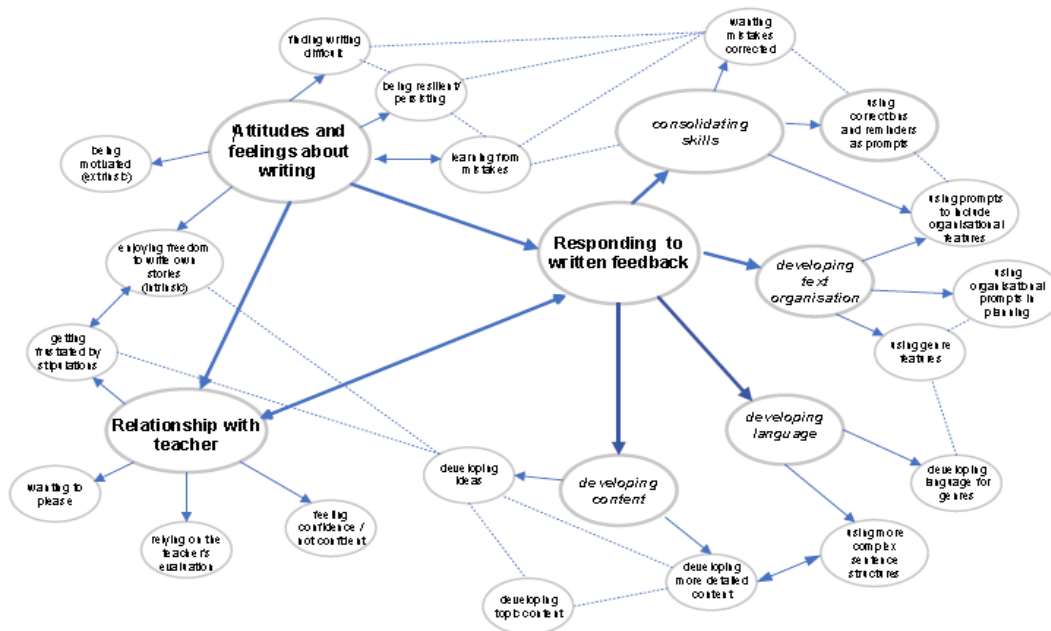 finding writing
difficult
wanting
mistakes
corrected
being resilient/
persisting
using
corrections
and reminders
as prompts
consolidating
skills
Attitudes and
feelings about
writing
being
motivated
(extrinsic)
learning from
mistakes
using prompts
to include
organisational
features
enjoying freedom
to write own
stories
(intrinsic)
Responding to
written feedback
developing
text
organisation
using
organisational
prompts in
planning
getting
frustrated by
stipulations
using genre
features
Relationship with
teacher
developing
language
developing
ideas
developing
content
developing
language for
genres
wanting to
please
feeling
confidence /
not confident
relying on the
teacher's
evaluation
using more
complex
sentence
structures
developing
more detailed
content
developing
topic content